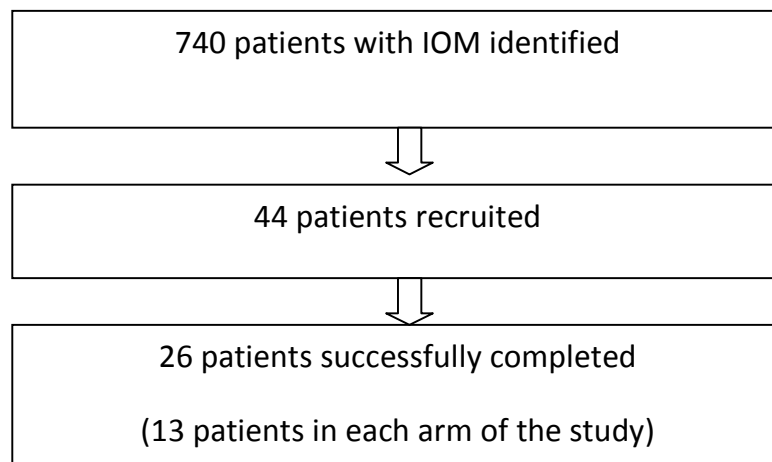 740 patients with IOM identified
44 patients recruited
26 patients successfully completed
(13 patients in each arm of the study)